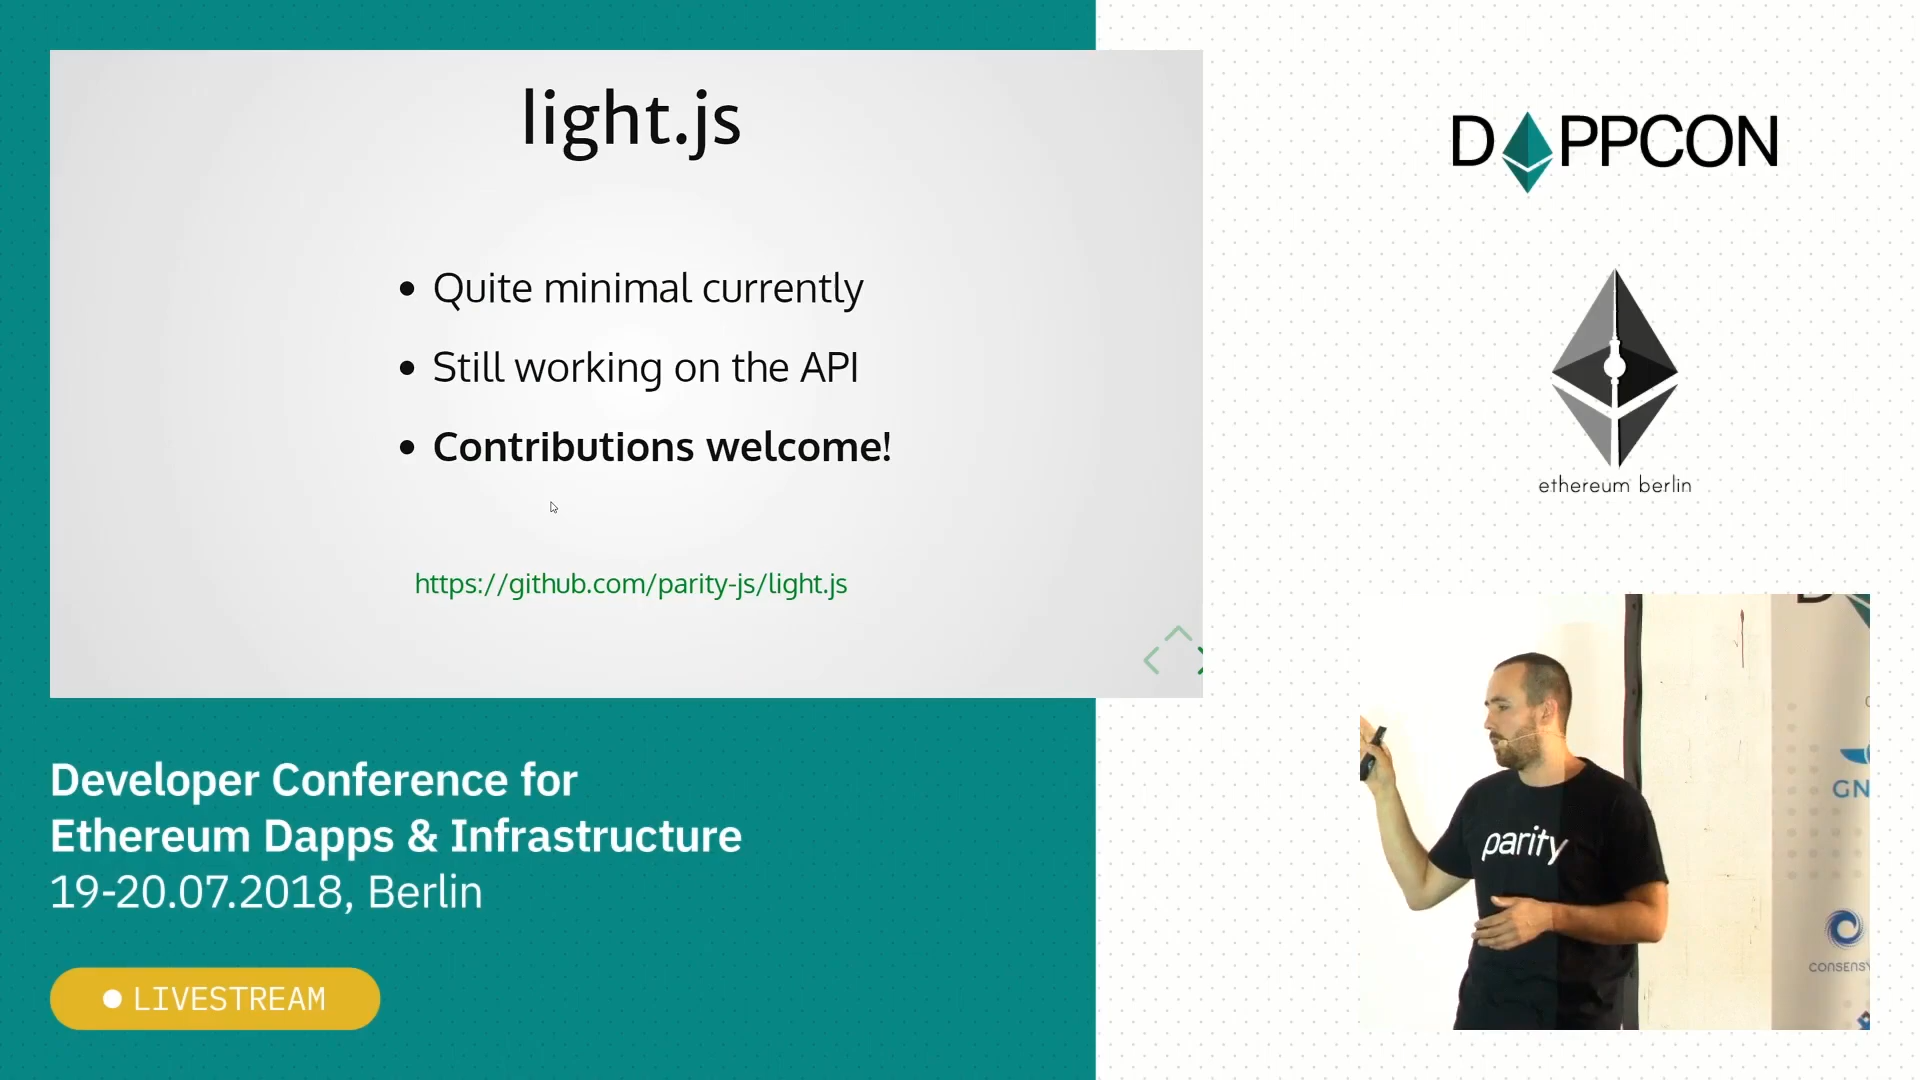 light.js
Quite minimal currently
Still working on the API
Contributions welcome!
https://github.com/parity-js/light.js
Developer Conference for
Ethereum Dapps & Infrastructure
19-20.07.2018, Berlin
LIVESTREAM
DAPPCON
ethereum berlin
parity
GN
CONSENSY